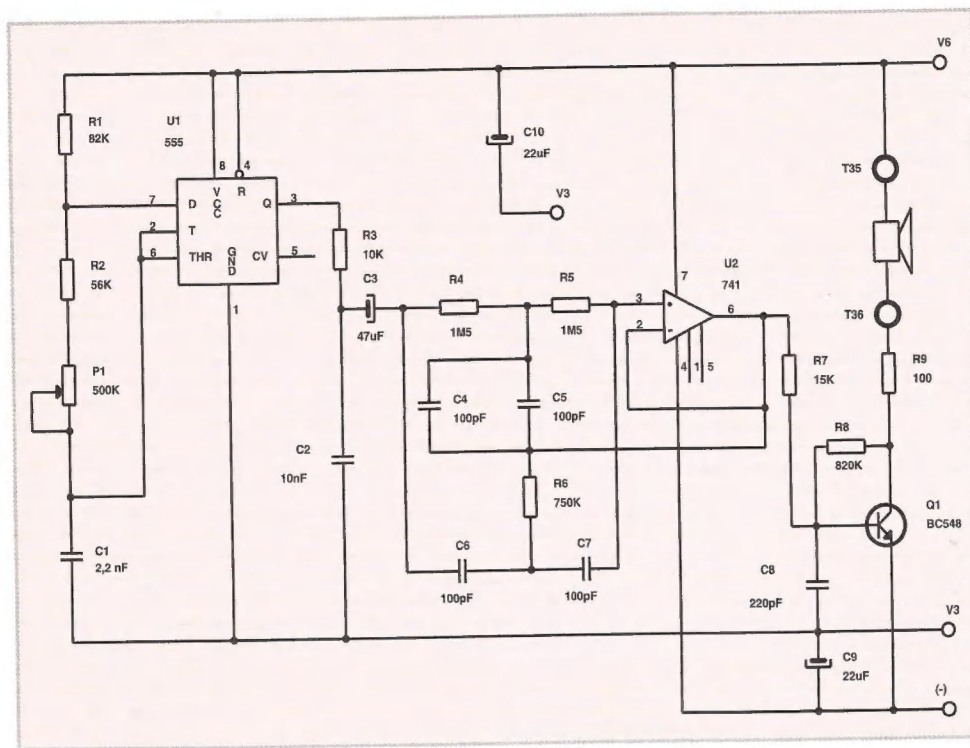 V6
R1
82K
U1
555
8
4
V
CC
R
7
D
Q
3
2
T
6
THR
GND
CV
5
1
C10
22uF
V3
T35
R2
56K
R3
10K
C3
47uF
R4
1M5
R5
1M5
U2
741
7
3
+
2
-
6
4
1
5
T36
P1
500K
C4
100pF
C5
100pF
R7
15K
R9
100
R8
820K
C2
10nF
R6
750K
Q1
BC548
C1
2,2 nF
C6
100pF
C7
100pF
C8
220pF
V3
C9
22uF
(-)